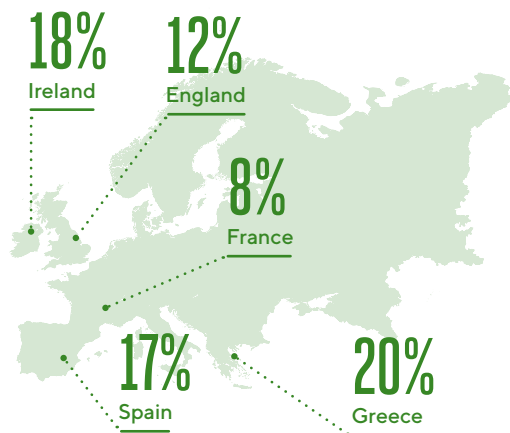 18%
Ireland
12%
England
8%
France
17%
Spain
20%
Greece